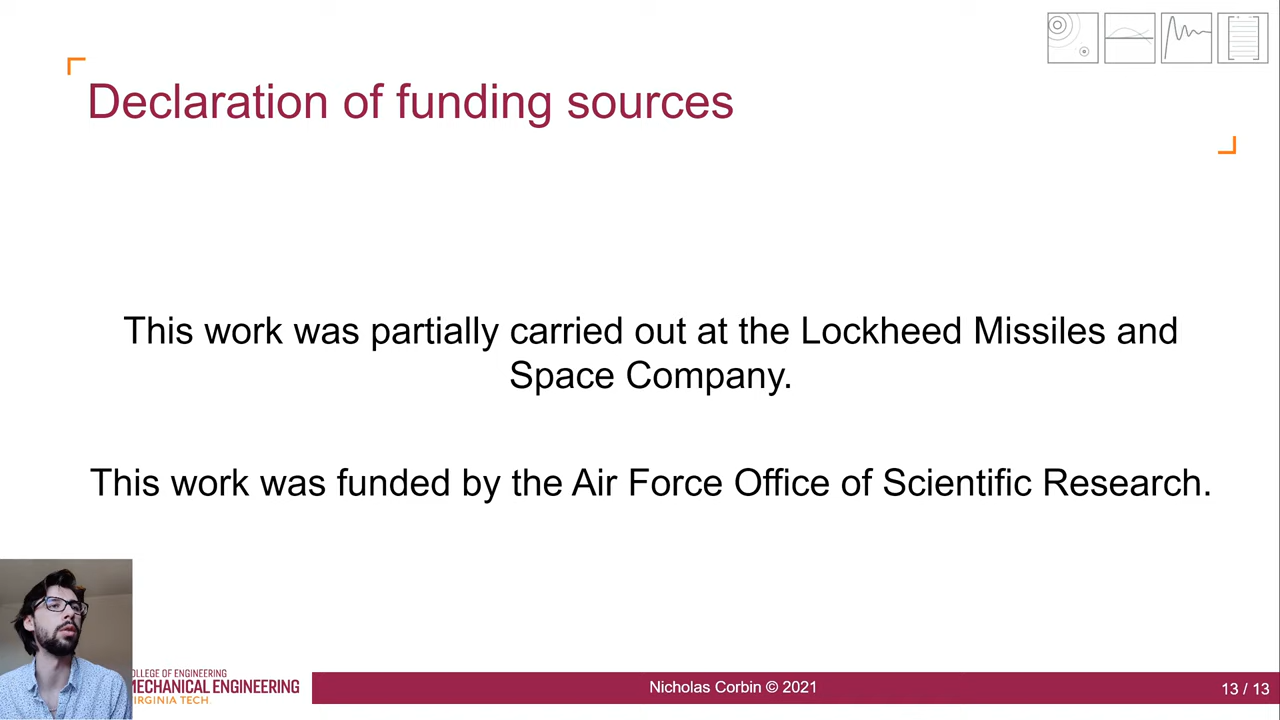 Declaration of funding sources
This work was partially carried out at the Lockheed Missiles and
Space Company.
This work was funded by the Air Force Office of Scientific Research.
OLLEGE OF ENGINEERING
MECHANICAL ENGINEERING
IRGINIA TECH
Nicholas Corbin © 2021
13 / 13